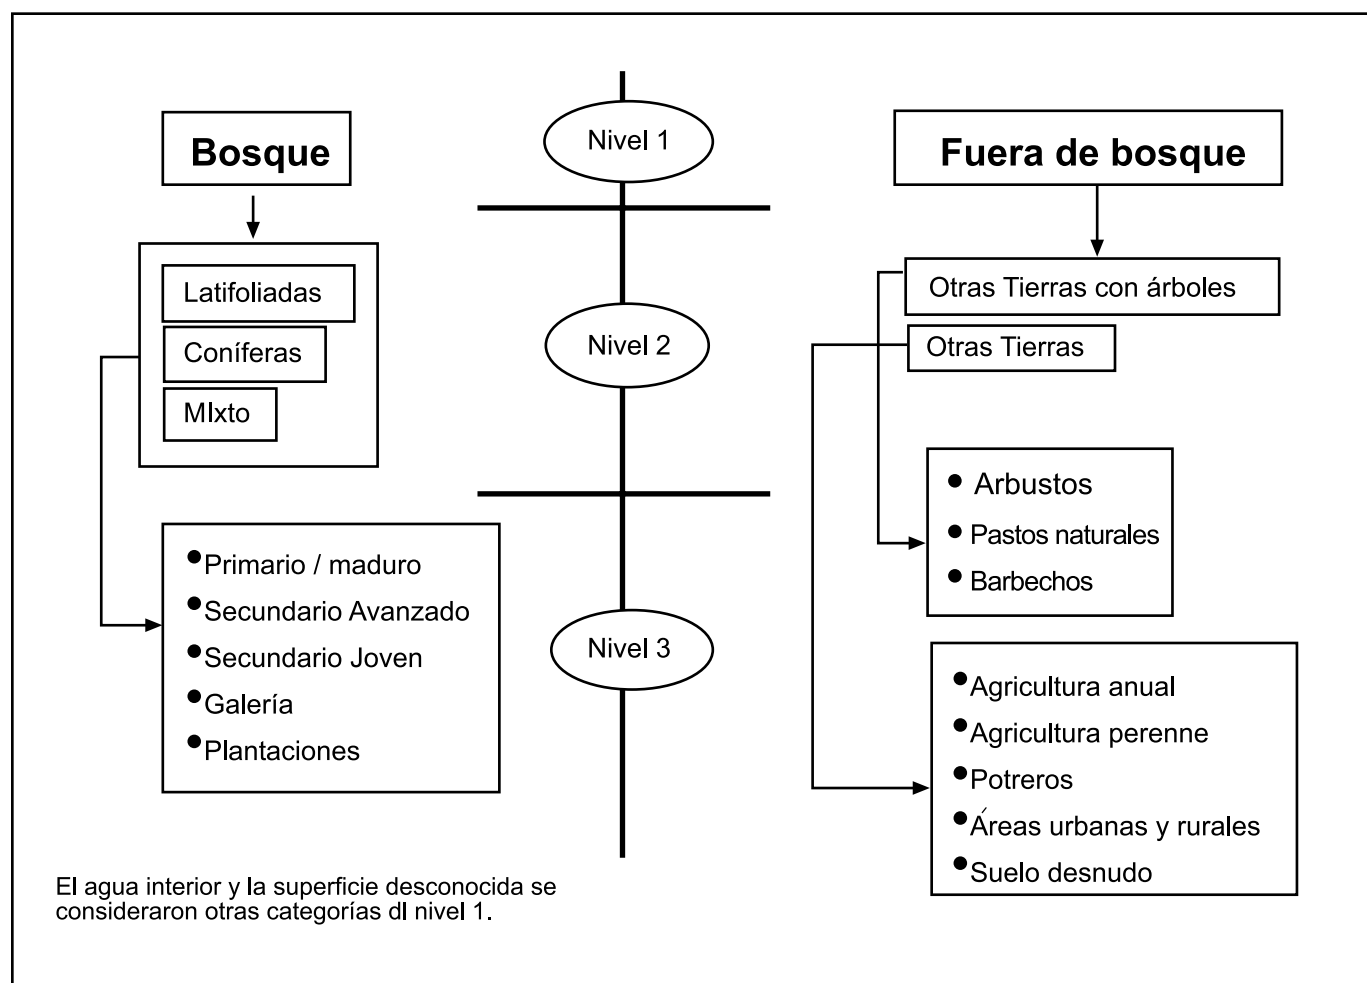 Bosque
Latifoliadas
Coníferas
MIxto
● Primario / maduro
● Secundario Avanzado
● Secundario Joven
● Galería
● Plantaciones
Nivel 1
Nivel 2
Nivel 3
Fuera de bosque
Otras Tierras con árboles
Otras Tierras
● Arbustos
● Pastos naturales
● Barbechos
● Agricultura anual
● Agricultura perenne
● Potreros
● Áreas urbanas y rurales
● Suelo desnudo
El agua interior y la superficie desconocida se
consideraron otras categorías dl nivel 1.